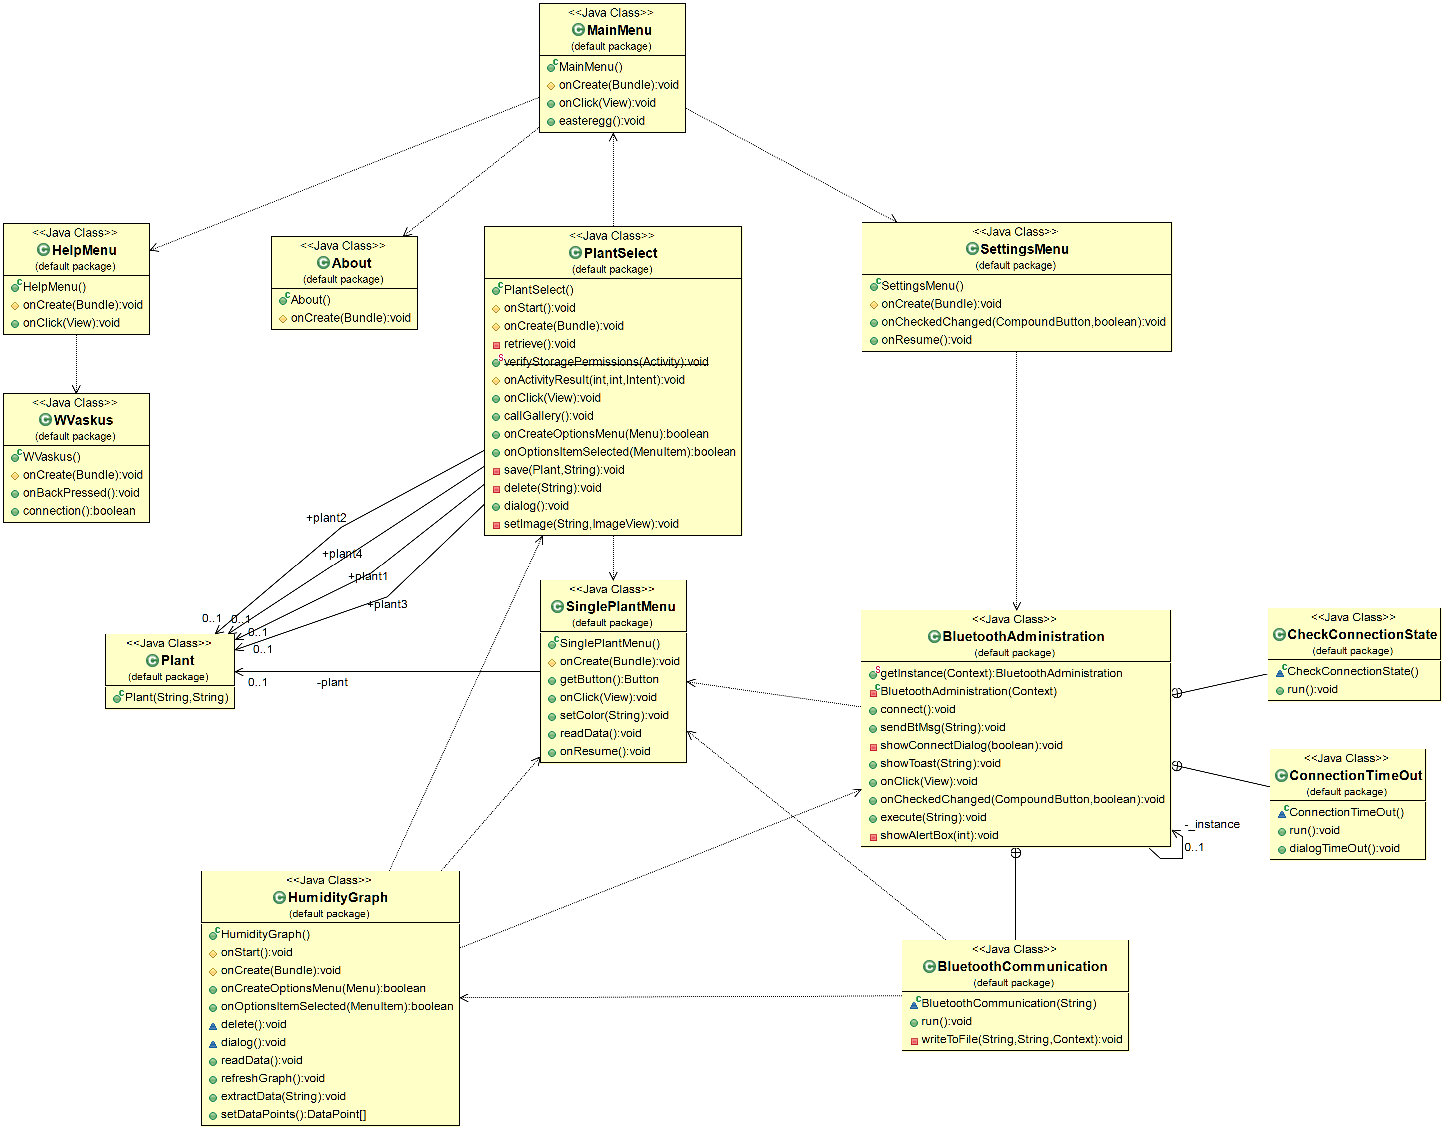 <<Java Class>>
MainMenu
(default package)
MainMenu()
onCreate(Bundle):void
onClick(View):void
easteregg():void
<<Java Class>>
HelpMenu
(default package)
HelpMenu()
onCreate(Bundle):void
onClick(View):void
<<Java Class>>
About
(default package)
About()
onCreate(Bundle):void
<<Java Class>>
PlantSelect
(default package)
PlantSelect()
onStart():void
onCreate(Bundle):void
retrieve():void
verifyStoragePermissions(Activity):void
onActivityResult(int,int,Intent):void
onClick(View):void
callGallery():void
onCreateOptionsMenu(Menu):boolean
onOptionsItemSelected(MenuItem):boolean
save(Plant,String):void
delete(String):void
dialog():void
setImage(String,ImageView):void
<<Java Class>>
SettingsMenu
(default package)
SettingsMenu()
onCreate(Bundle):void
onCheckedChanged(CompoundButton,boolean):void
onResume():void
<<Java Class>>
WVaskus
(default package)
WVaskus()
onCreate(Bundle):void
onBackPressed():void
connection():boolean
+plant2
+plant4
+plant1
+plant3
0..1
0..1
0..1
0..1
<<Java Class>>
Plant
(default package)
Plant(String,String)
0..1
-plant
<<Java Class>>
SinglePlantMenu
(default package)
SinglePlantMenu()
onCreate(Bundle):void
getButton():Button
onClick(View):void
setColor(String):void
readData():void
onResume():void
<<Java Class>>
BluetoothAdministration
(default package)
getInstance(Context):BluetoothAdministration
BluetoothAdministration(Context)
connect():void
sendBtMsg(String):void
showConnectDialog(boolean):void
showToast(String):void
onClick(View):void
onCheckedChanged(CompoundButton,boolean):void
execute(String):void
showAlertBox(int):void
-_instance
0..1
<<Java Class>>
CheckConnectionState
(default package)
CheckConnectionState()
run():void
<<Java Class>>
ConnectionTimeOut
(default package)
ConnectionTimeOut()
run():void
dialogTimeOut():void
<<Java Class>>
HumidityGraph
(default package)
HumidityGraph()
onStart():void
onCreate(Bundle):void
onCreateOptionsMenu(Menu):boolean
onOptionsItemSelected(MenuItem):boolean
delete():void
dialog():void
readData():void
refreshGraph():void
extractData(String):void
setDataPoints():DataPoint[]
<<Java Class>>
BluetoothCommunication
(default package)
BluetoothCommunication(String)
run():void
writeToFile(String,String,Context):void